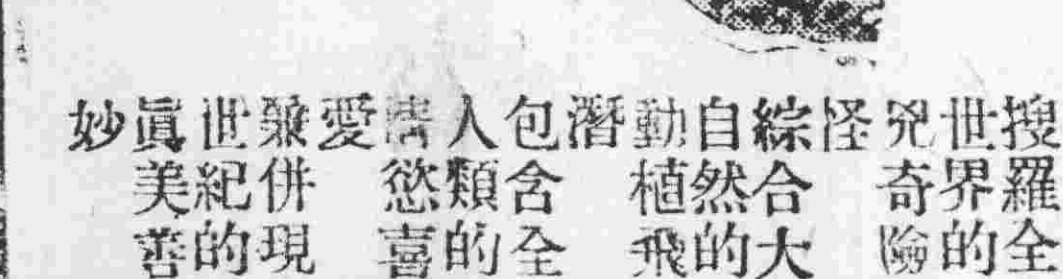 搜羅全
世界的
兇奇險
怪
綜合大
自然的
動植飛
潛
包含全
人類的
情慾喜
愛
兼併現
世紀的
眞美善
妙